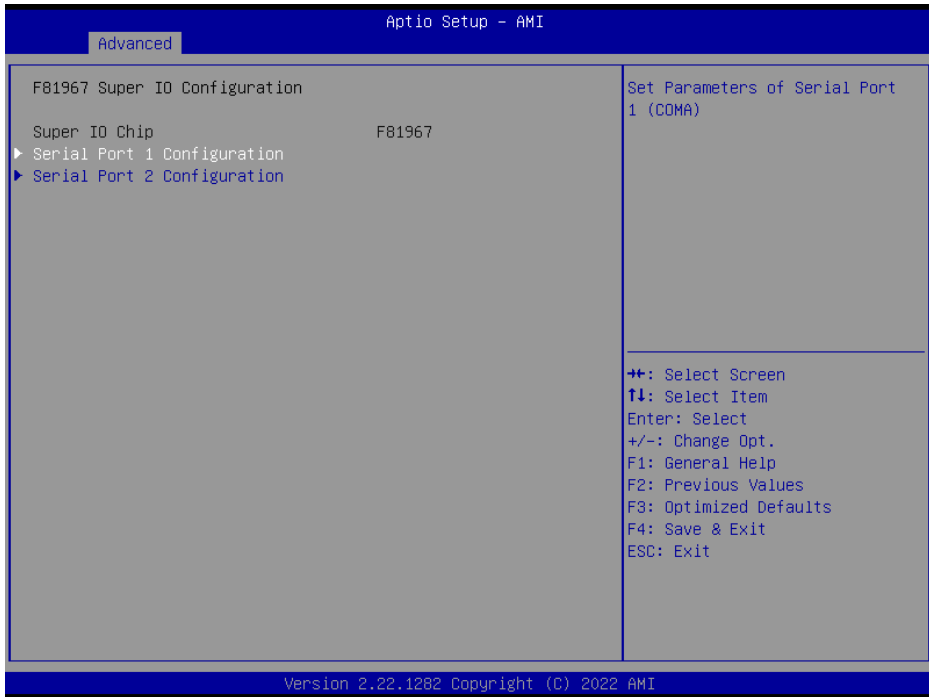 Aptio Setup - AMI
Advanced
F81967 Super IO Configuration
Super IO Chip F81967
Serial Port 1 Configuration
Serial Port 2 Configuration
Set Parameters of Serial Port
1 (COMA)
→←: Select Screen
↑↓: Select Item
Enter: Select
+/-: Change Opt.
F1: General Help
F2: Previous Values
F3: Optimized Defaults
F4: Save & Exit
ESC: Exit
Version 2.22.1282 Copyright (C) 2022 AMI